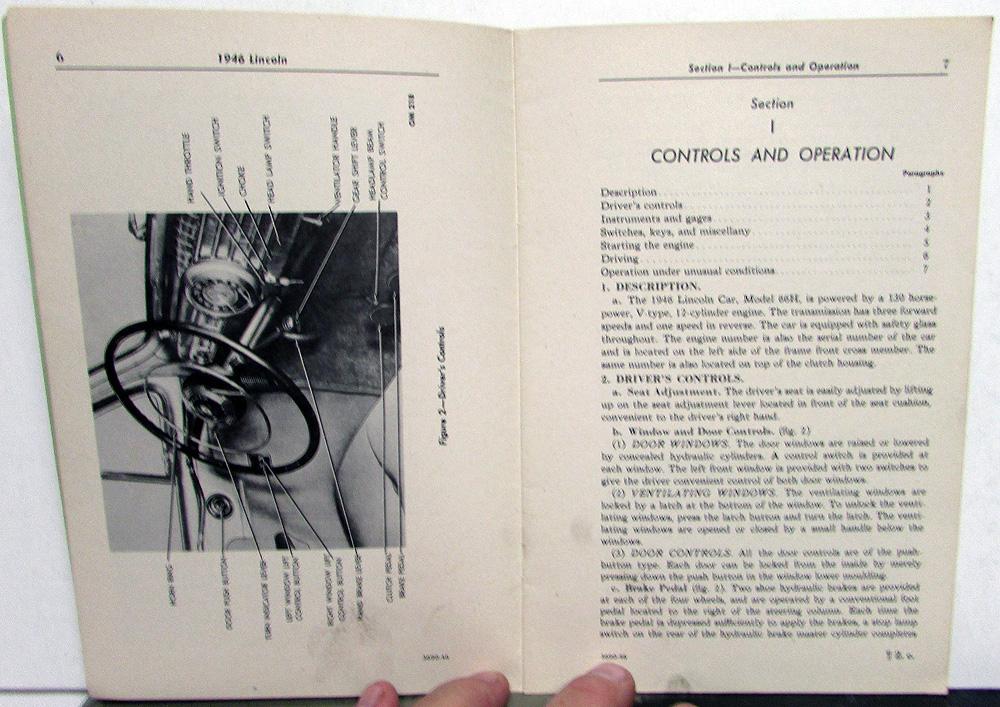 6
1946 Lincoln
GM 2118
HAND THROTTLE
IGNITION SWITCH
CHOKE
HEAD LAMP SWITCH
VENTILATOR HANDLE
GEAR SHIFT LEVER
HEADLAMP BEAM
CONTROL SWITCH
HORN RING
DOOR PUSH BUTTON
TURN INDICATOR LEVER
LEFT WINDOW LIFT
CONTROL BUTTON
RIGHT WINDOW LIFT
CONTROL BUTTON
HAND BRAKE LEVER
CLUTCH PEDAL
BRAKE PEDAL
Figure 2—Driver's Controls
Section I—Controls and Operation
7
Section
I
CONTROLS AND OPERATION
Paragraphs
Description 1
Driver's controls 2
Instruments and gages 3
Switches, keys, and miscellany 4
Starting the engine 5
Driving 6
Operation under unusual conditions 7
1. DESCRIPTION.
a. The 1946 Lincoln Car, Model 66H, is powered by a 130 horse-
power, V-type, 12-cylinder engine. The transmission has three forward
speeds and one speed in reverse. The car is equipped with safety glass
throughout. The engine number is also the serial number of the car
and is located on the left side of the frame front cross member. The
same number is also located on top of the clutch housing.
2. DRIVER'S CONTROLS.
a. Seat Adjustment. The driver's seat is easily adjusted by lifting
up on the seat adjustment lever located in front of the seat cushion,
convenient to the driver's right hand.
b. Window and Door Controls. (fig. 2)
(1) DOOR WINDOWS. The door windows are raised or lowered
by concealed hydraulic cylinders. A control switch is provided at
each window. The left front window is provided with two switches to
give the driver convenient control of both door windows.
(2) VENTILATING WINDOWS. The ventilating windows are
locked by a latch at the bottom of the window. To unlock the venti-
lating windows, press the latch button and turn the latch. The venti-
lating windows are opened or closed by a small handle below the
windows.
(3) DOOR CONTROLS. All the door controls are of the push-
button type. Each door can be locked from the inside by merely
pressing down the push button in the window lower moulding.
c. Brake Pedal (fig. 2). Two shoe hydraulic brakes are provided
at each of the four wheels, and are operated by a conventional foot
pedal located to the right of the steering column. Each time the
brake pedal is depressed sufficiently to apply the brakes, a stop lamp
switch on the rear of the hydraulic brake master cylinder completes